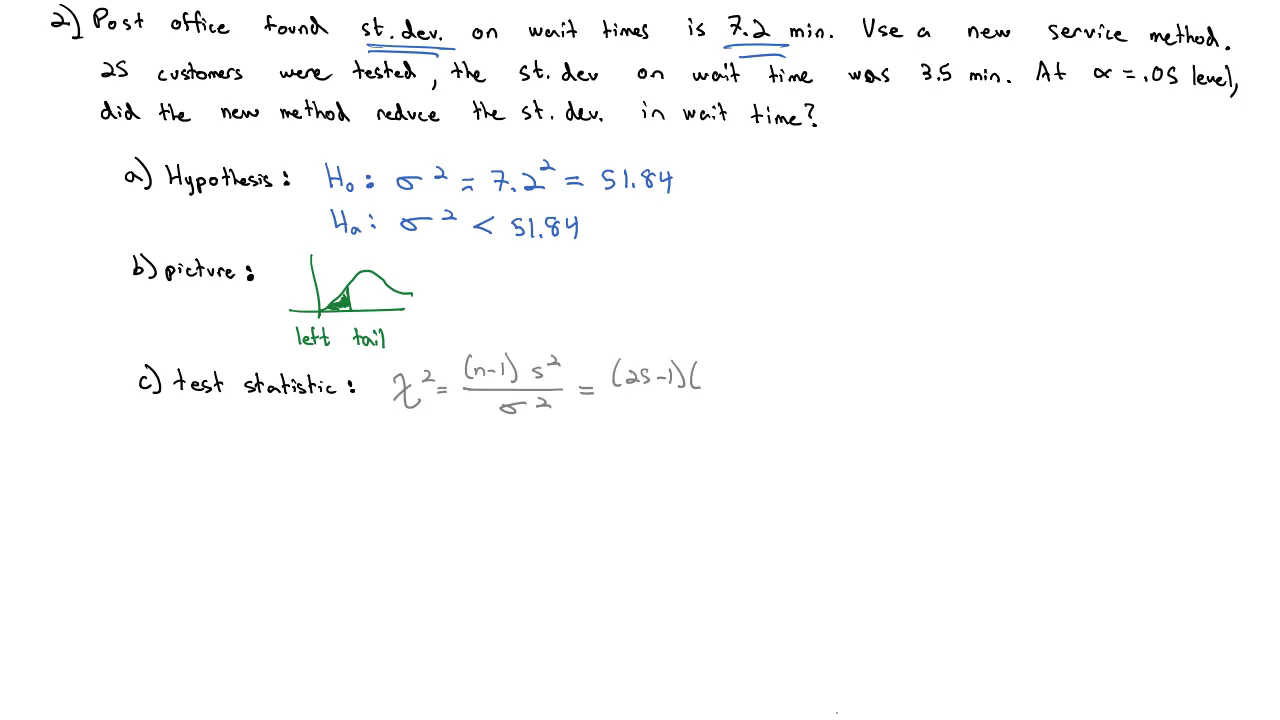 2) Post office found st. dev. on wait times is 7.2 min. Use a new service method.
25 customers were tested, the st. dev on wait time was 3.5 min. At α = .05 level,
did the new method reduce the st. dev. in wait time?
a) Hypothesis: H₀: σ² = 7.2² = 51.84
Hₐ: σ² < 51.84
b) picture:
left tail
c) test statistic: χ² = (n-1) s² / σ² = (25-1)(